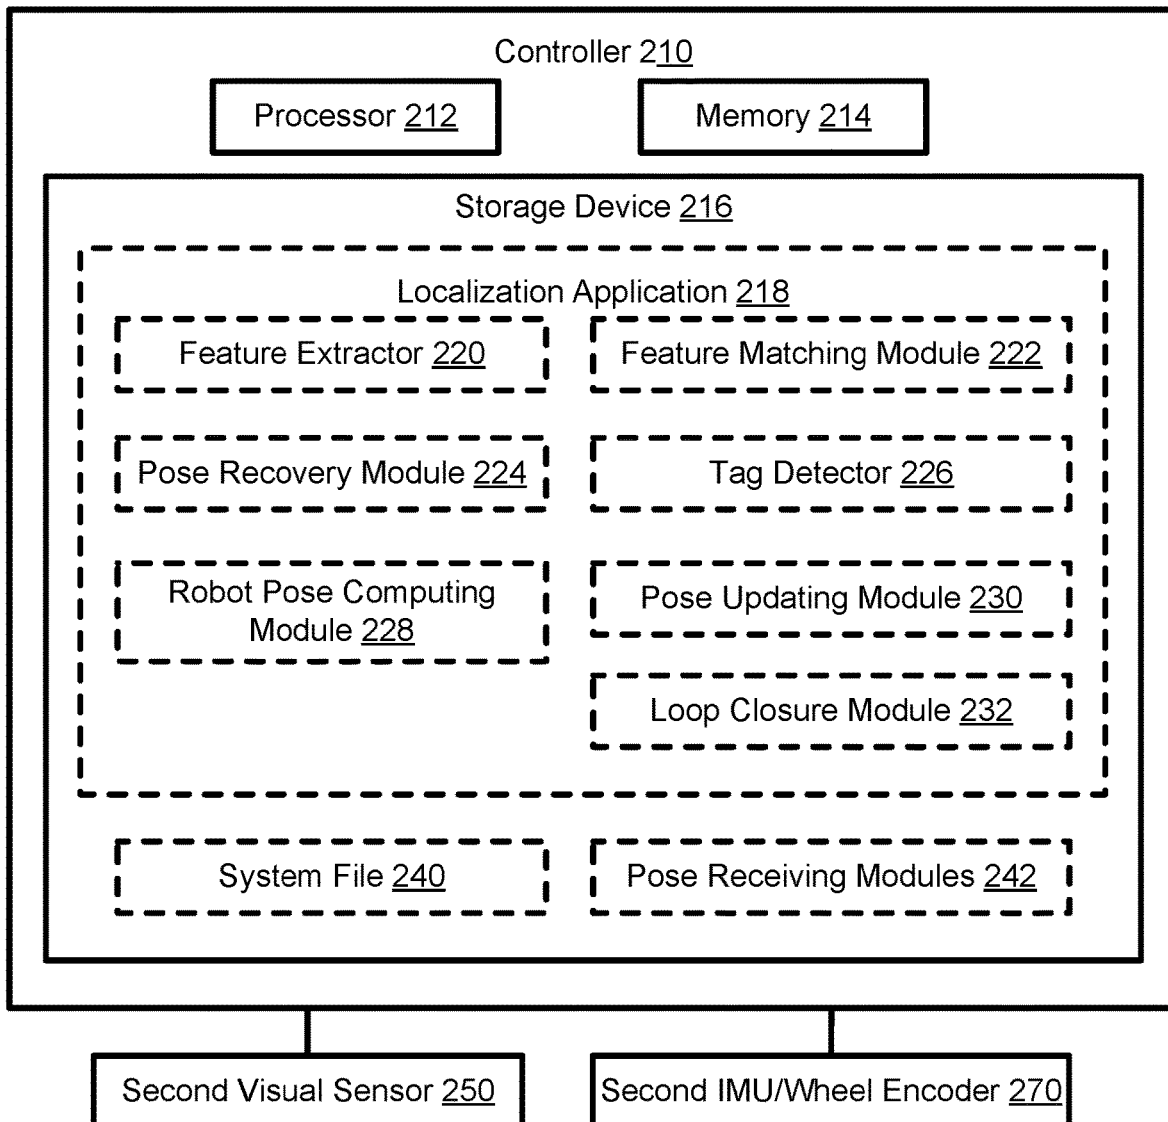 Controller 210
Processor 212
Memory 214
Storage Device 216
Localization Application 218
Feature Extractor 220
Feature Matching Module 222
Pose Recovery Module 224
Tag Detector 226
Robot Pose Computing
Module 228
Pose Updating Module 230
Loop Closure Module 232
System File 240
Pose Receiving Modules 242
Second Visual Sensor 250
Second IMU/Wheel Encoder 270